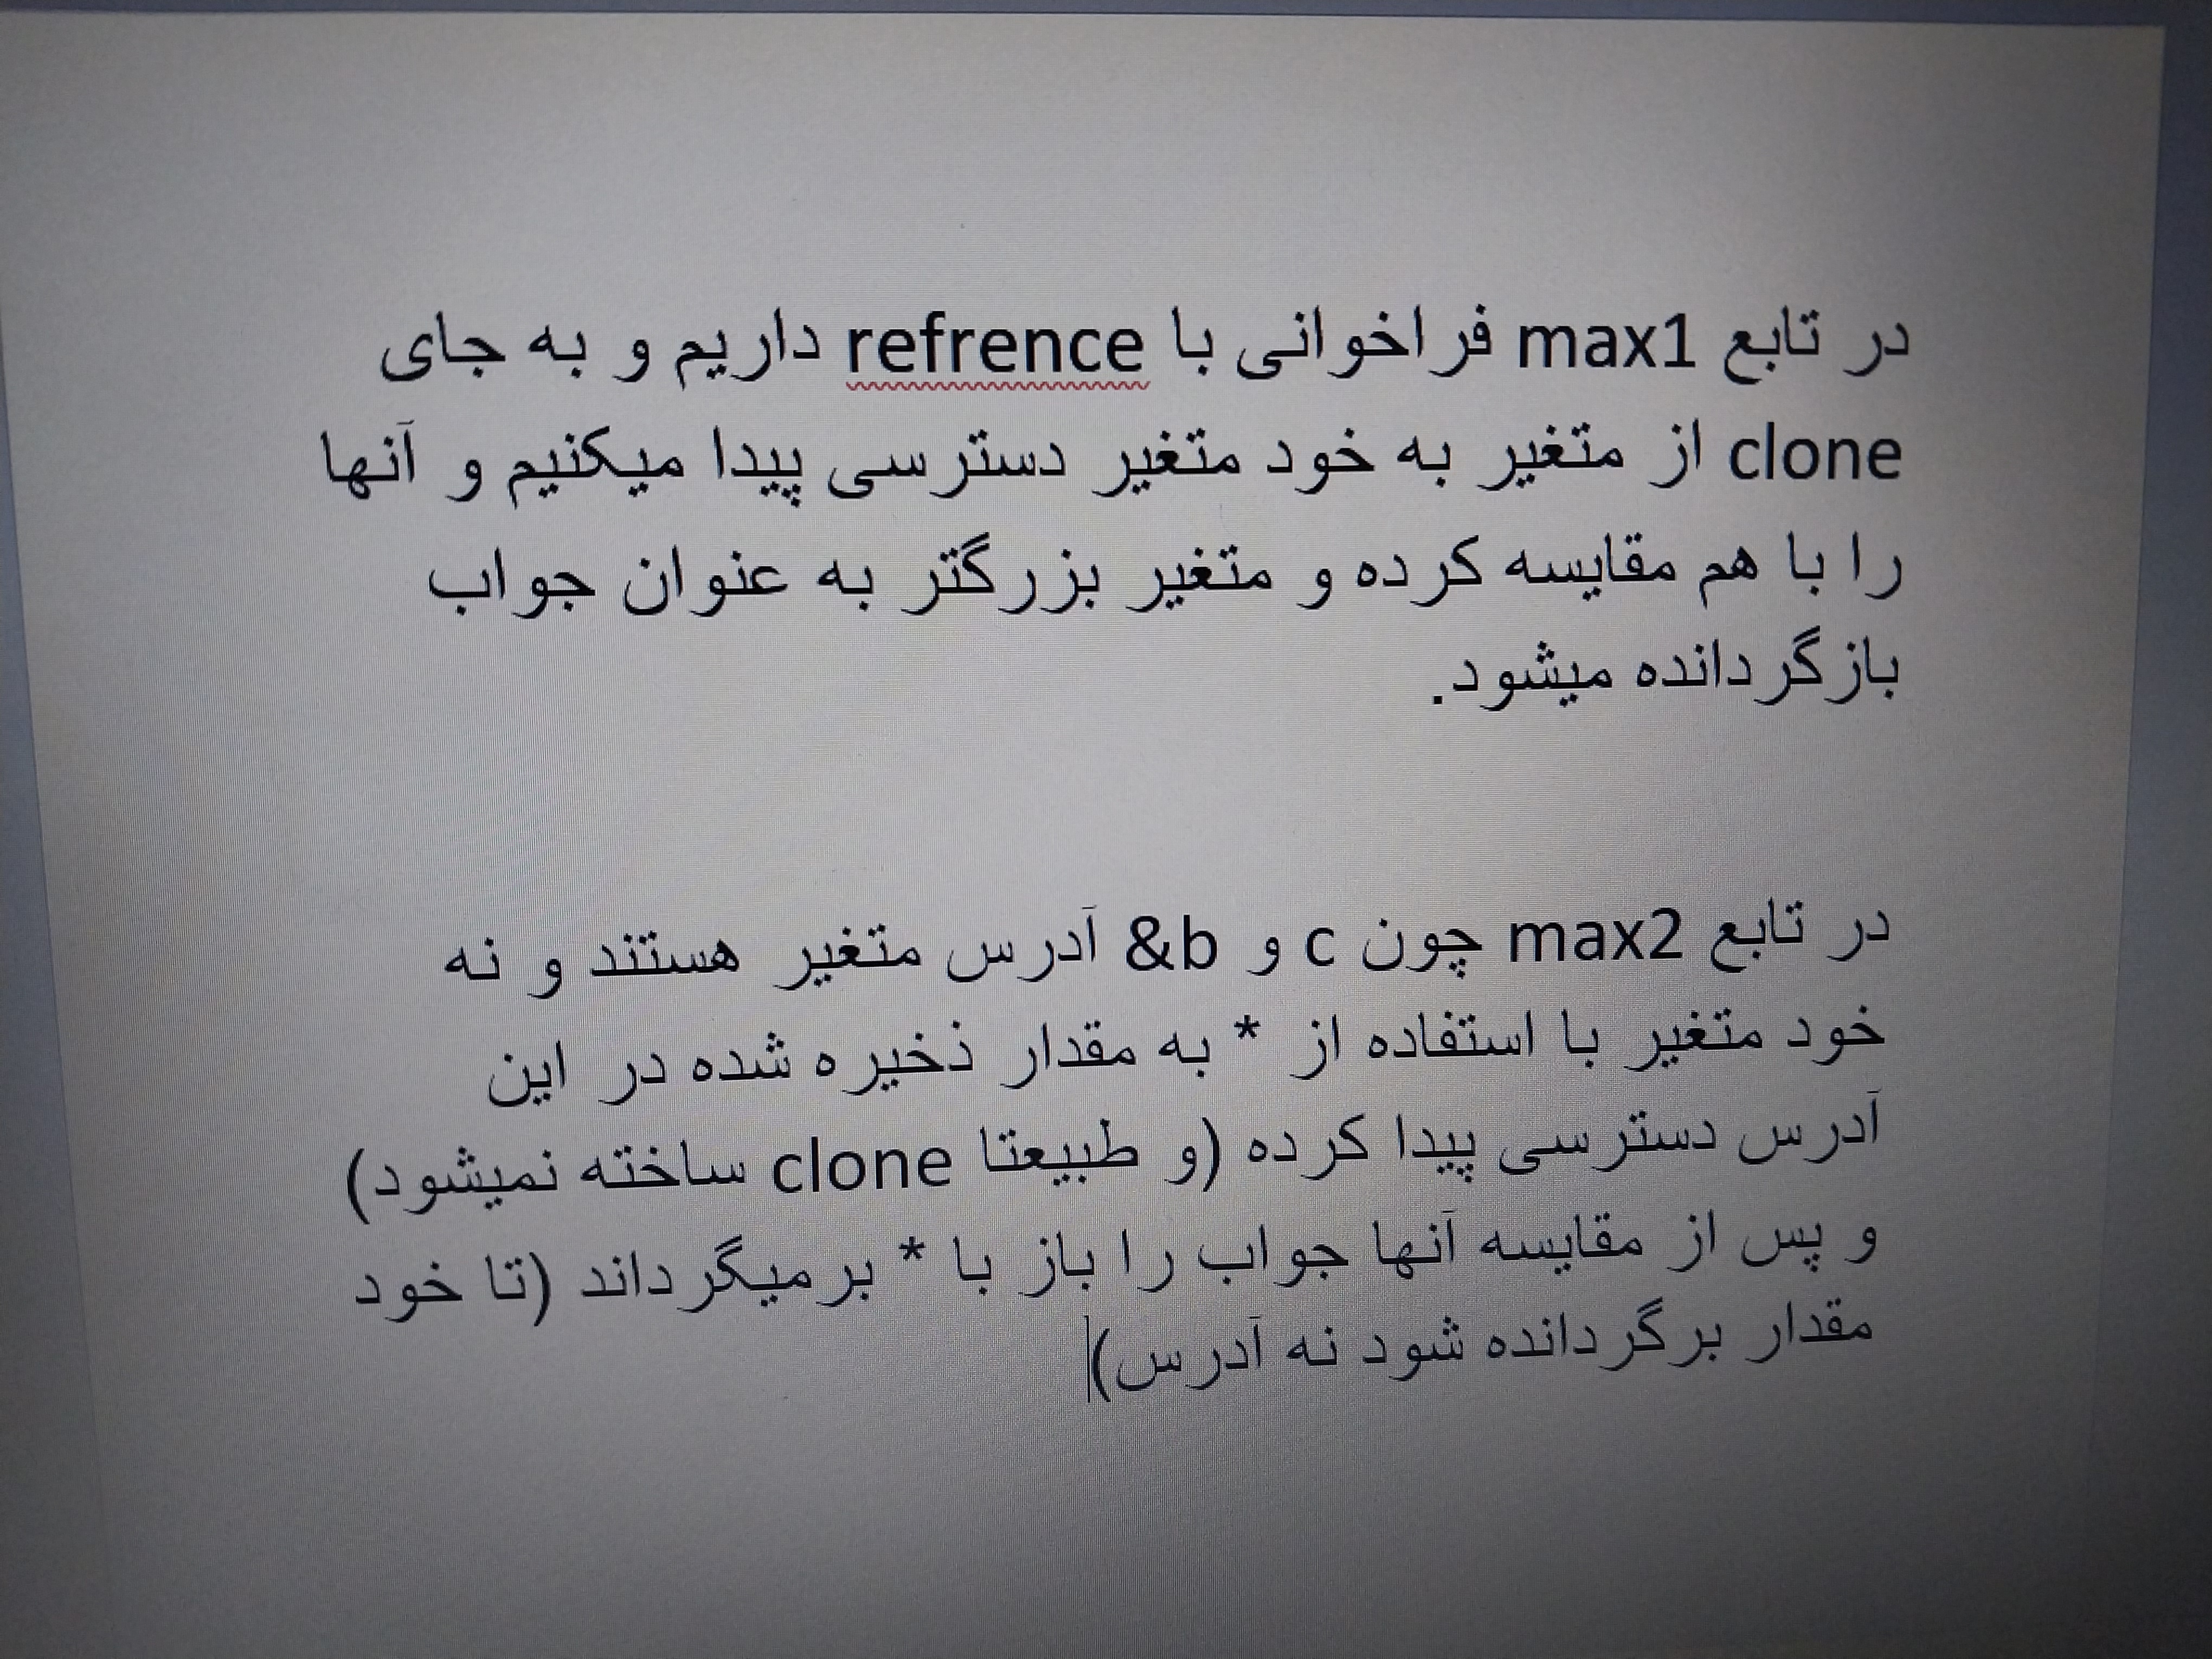 در تابع max1 فراخوانی با refrence داریم و به جای
clone از متغیر به خود متغیر دسترسی پیدا میکنیم و آنها
را با هم مقایسه کرده و متغیر بزرگتر به عنوان جواب
بازگردانده میشود.
در تابع max2 چون c و &b آدرس متغیر هستند و نه
خود متغیر با استفاده از * به مقدار ذخیره شده در این
آدرس دسترسی پیدا کرده (و طبیعتا clone ساخته نمیشود)
و پس از مقایسه آنها جواب را باز با * برمیگرداند (تا خود
مقدار برگردانده شود نه آدرس)